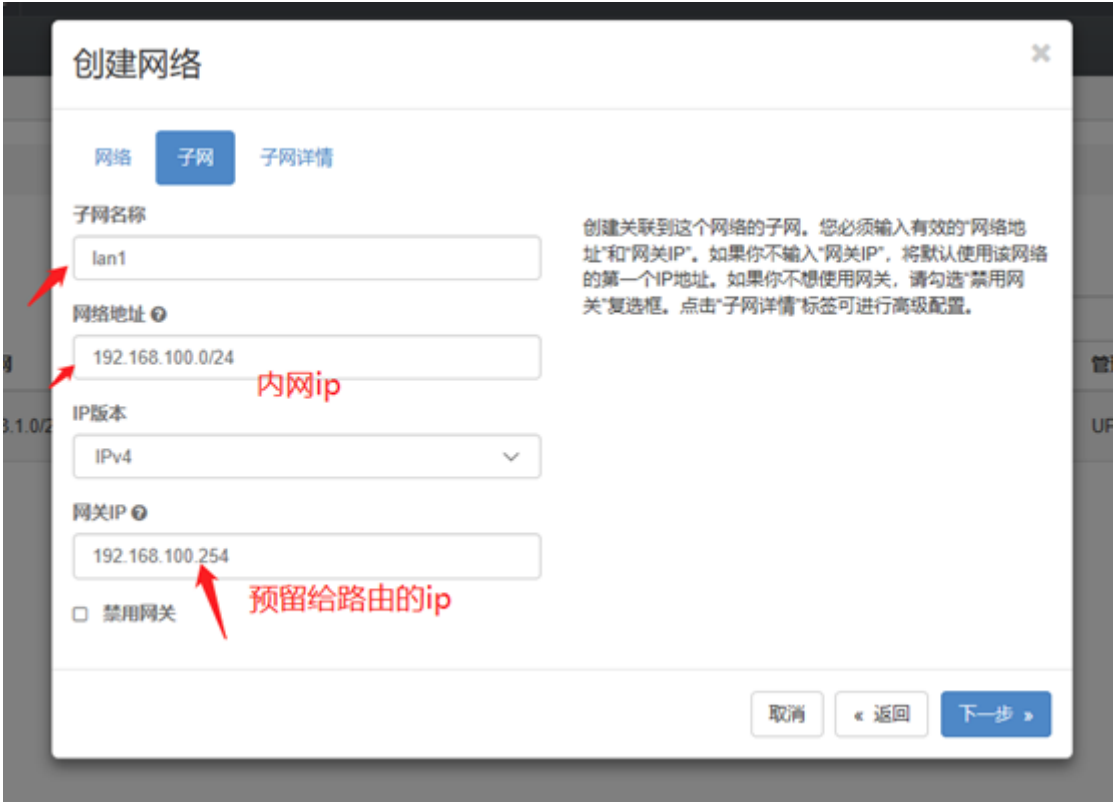 创建网络
×
网络 子网 子网详情
子网名称
lan1
网络地址
192.168.100.0/24
内网ip
IP版本
IPv4
网关IP
192.168.100.254
预留给路由的ip
禁用网关
创建关联到这个网络的子网。您必须输入有效的“网络地
址”和“网关IP”。如果你不输入“网关IP”，将默认使用该网络
的第一个IP地址。如果你不想使用网关，请勾选“禁用网
关”复选框。点击“子网详情”标签可进行高级配置。
取消 « 返回 下一步 »
3.1.0/2
UP